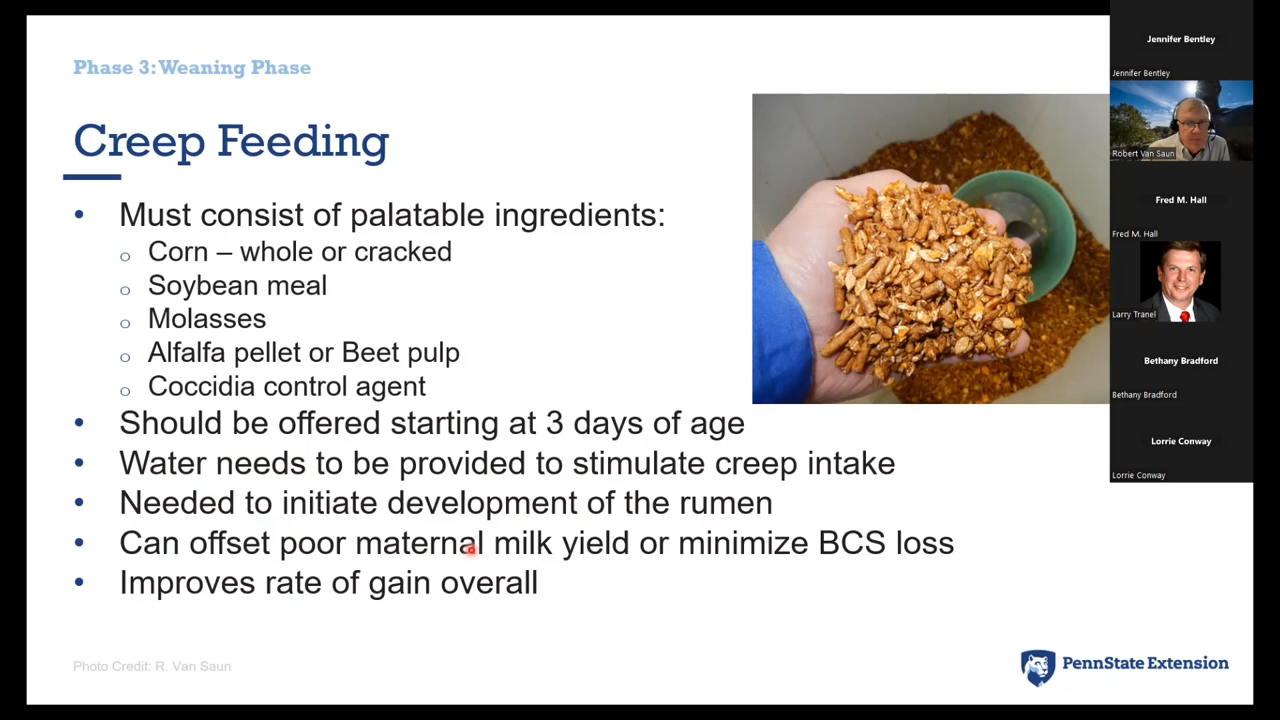 Phase 3: Weaning Phase
Creep Feeding
• Must consist of palatable ingredients:
o Corn – whole or cracked
o Soybean meal
o Molasses
o Alfalfa pellet or Beet pulp
o Coccidia control agent
• Should be offered starting at 3 days of age
• Water needs to be provided to stimulate creep intake
• Needed to initiate development of the rumen
• Can offset poor maternal milk yield or minimize BCS loss
• Improves rate of gain overall
Photo Credit: R. Van Saun
PennState Extension
Jennifer Bentley
Jennifer Bentley
Robert Van Saun
Fred M. Hall
Fred M. Hall
Larry Tranel
Bethany Bradford
Bethany Bradford
Lorrie Conway
Lorrie Conway